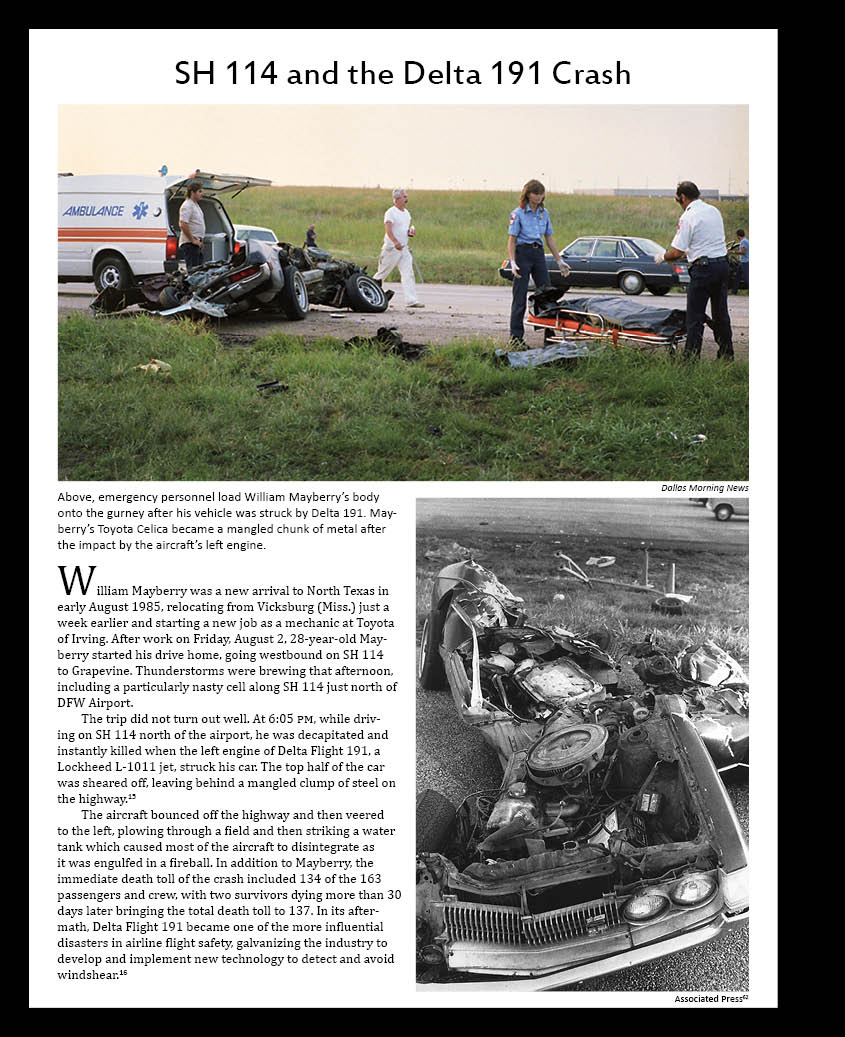 SH 114 and the Delta 191 Crash
AMBULANCE
Dallas Morning News
Above, emergency personnel load William Mayberry's body
onto the gurney after his vehicle was struck by Delta 191. May-
berry's Toyota Celica became a mangled chunk of metal after
the impact by the aircraft's left engine.
William Mayberry was a new arrival to North Texas in
early August 1985, relocating from Vicksburg (Miss.) just a
week earlier and starting a new job as a mechanic at Toyota
of Irving. After work on Friday, August 2, 28-year-old May-
berry started his drive home, going westbound on SH 114
to Grapevine. Thunderstorms were brewing that afternoon,
including a particularly nasty cell along SH 114 just north of
DFW Airport.
The trip did not turn out well. At 6:05 PM, while driv-
ing on SH 114 north of the airport, he was decapitated and
instantly killed when the left engine of Delta Flight 191, a
Lockheed L-1011 jet, struck his car. The top half of the car
was sheared off, leaving behind a mangled clump of steel on
the highway.¹⁵
The aircraft bounced off the highway and then veered
to the left, plowing through a field and then striking a water
tank which caused most of the aircraft to disintegrate as
it was engulfed in a fireball. In addition to Mayberry, the
immediate death toll of the crash included 134 of the 163
passengers and crew, with two survivors dying more than 30
days later bringing the total death toll to 137. In its after-
math, Delta Flight 191 became one of the more influential
disasters in airline flight safety, galvanizing the industry to
develop and implement new technology to detect and avoid
windshear.¹⁶
Associated Press⁶²